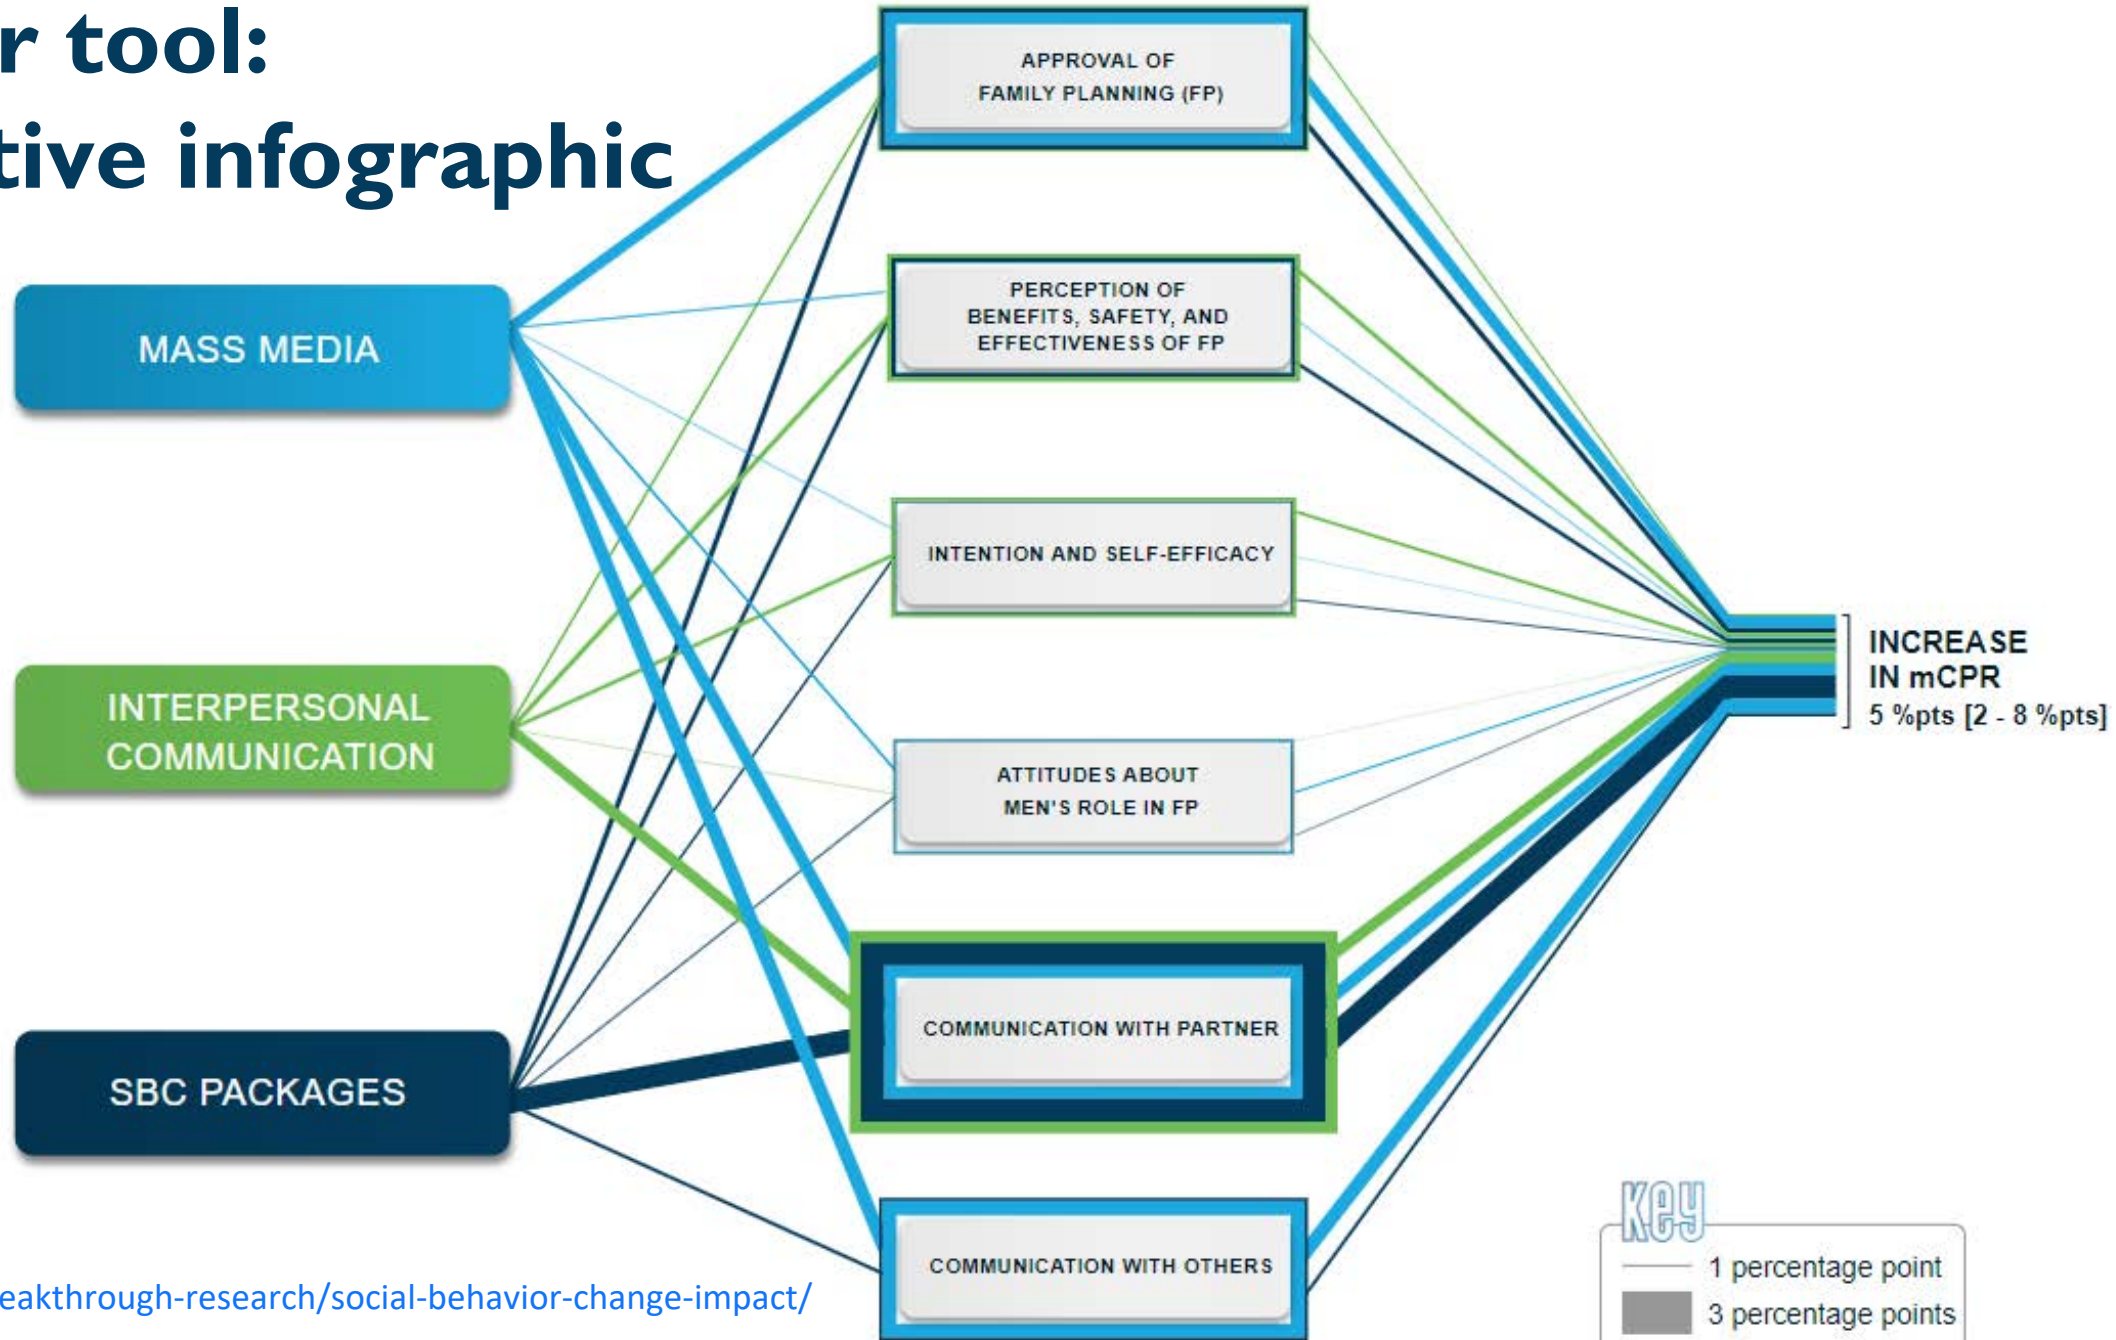 r tool:
tive infographic
MASS MEDIA
INTERPERSONAL
COMMUNICATION
SBC PACKAGES
APPROVAL OF
FAMILY PLANNING (FP)
PERCEPTION OF
BENEFITS, SAFETY, AND
EFFECTIVENESS OF FP
INTENTION AND SELF-EFFICACY
ATTITUDES ABOUT
MEN'S ROLE IN FP
COMMUNICATION WITH PARTNER
COMMUNICATION WITH OTHERS
INCREASE
IN mCPR
5 %pts [2 - 8 %pts]
key
1 percentage point
3 percentage points
eakthrough-research/social-behavior-change-impact/